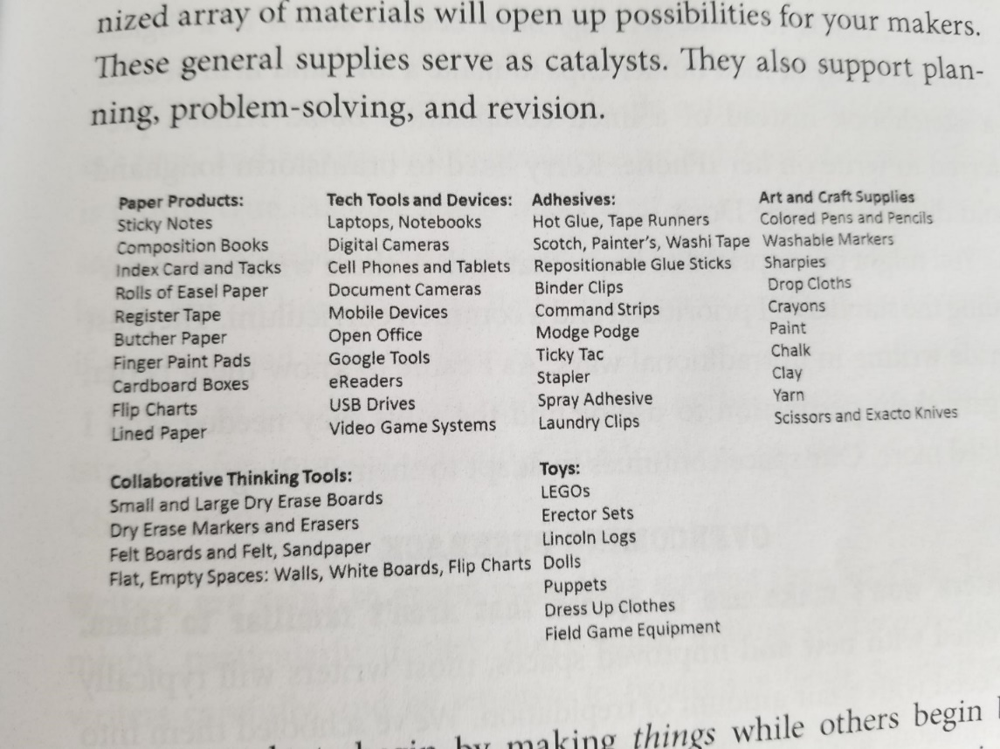 nized array of materials will open up possibilities for your makers.
These general supplies serve as catalysts. They also support plan-
ning, problem-solving, and revision.
Paper Products:
Sticky Notes
Composition Books
Index Card and Tacks
Rolls of Easel Paper
Register Tape
Butcher Paper
Finger Paint Pads
Cardboard Boxes
Flip Charts
Lined Paper
Tech Tools and Devices:
Laptops, Notebooks
Digital Cameras
Cell Phones and Tablets
Document Cameras
Mobile Devices
Open Office
Google Tools
eReaders
USB Drives
Video Game Systems
Adhesives:
Hot Glue, Tape Runners
Scotch, Painter's, Washi Tape
Repositionable Glue Sticks
Binder Clips
Command Strips
Modge Podge
Ticky Tac
Stapler
Spray Adhesive
Laundry Clips
Art and Craft Supplies
Colored Pens and Pencils
Washable Markers
Sharpies
Drop Cloths
Crayons
Paint
Chalk
Clay
Yarn
Scissors and Exacto Knives
Collaborative Thinking Tools:
Small and Large Dry Erase Boards
Dry Erase Markers and Erasers
Felt Boards and Felt, Sandpaper
Flat, Empty Spaces: Walls, White Boards, Flip Charts
Toys:
LEGOs
Erector Sets
Lincoln Logs
Dolls
Puppets
Dress Up Clothes
Field Game Equipment
by making things while others begin